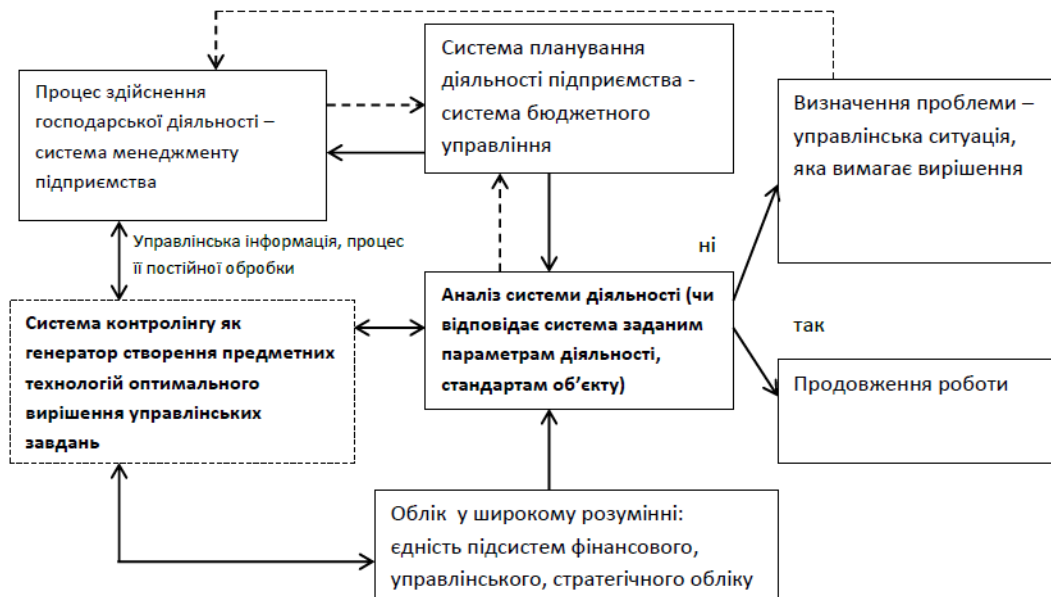 Процес здійснення
господарської діяльності –
система менеджменту
підприємства
Система планування
діяльності підприємства -
система бюджетного
управління
Визначення проблеми –
управлінська ситуація,
яка вимагає вирішення
Управлінська інформація, процес
її постійної обробки
ні
Система контролінгу як
генератор створення предметних
технологій оптимального
вирішення управлінських
завдань
Аналіз системи діяльності (чи
відповідає система заданим
параметрам діяльності,
стандартам об’єкту)
так
Продовження роботи
Облік у широкому розумінні:
єдність підсистем фінансового,
управлінського, стратегічного обліку